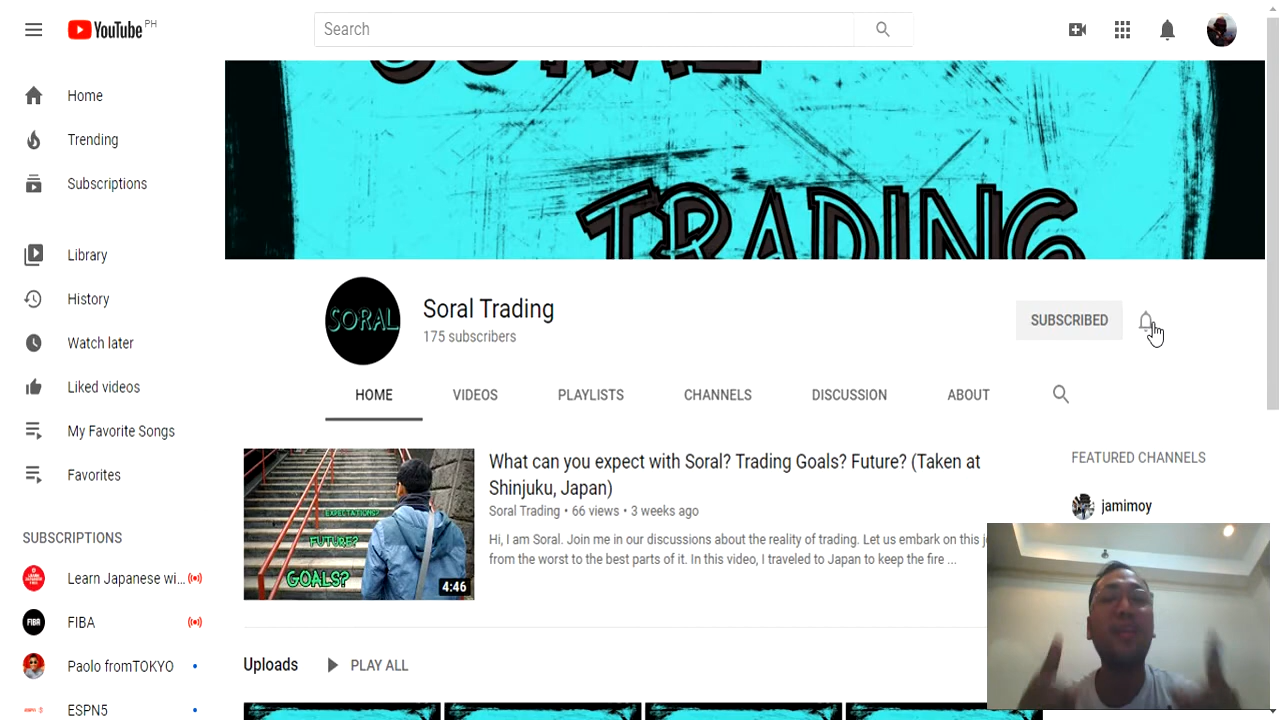 YouTube PH
Search
Home
Trending
Subscriptions
Library
History
Watch later
Liked videos
My Favorite Songs
Favorites
SUBSCRIPTIONS
Learn Japanese wi...
FIBA
Paolo fromTOKYO
ESPN5
TRADING
SORAL
Soral Trading
175 subscribers
SUBSCRIBED
HOME
VIDEOS
PLAYLISTS
CHANNELS
DISCUSSION
ABOUT
EXPECTATIONS?
FUTURE?
GOALS?
4:46
What can you expect with Soral? Trading Goals? Future? (Taken at
Shinjuku, Japan)
Soral Trading • 66 views • 3 weeks ago
Hi, I am Soral. Join me in our discussions about the reality of trading. Let us embark on this
from the worst to the best parts of it. In this video, I traveled to Japan to keep the fire ...
FEATURED CHANNELS
jamimoy
Uploads
PLAY ALL